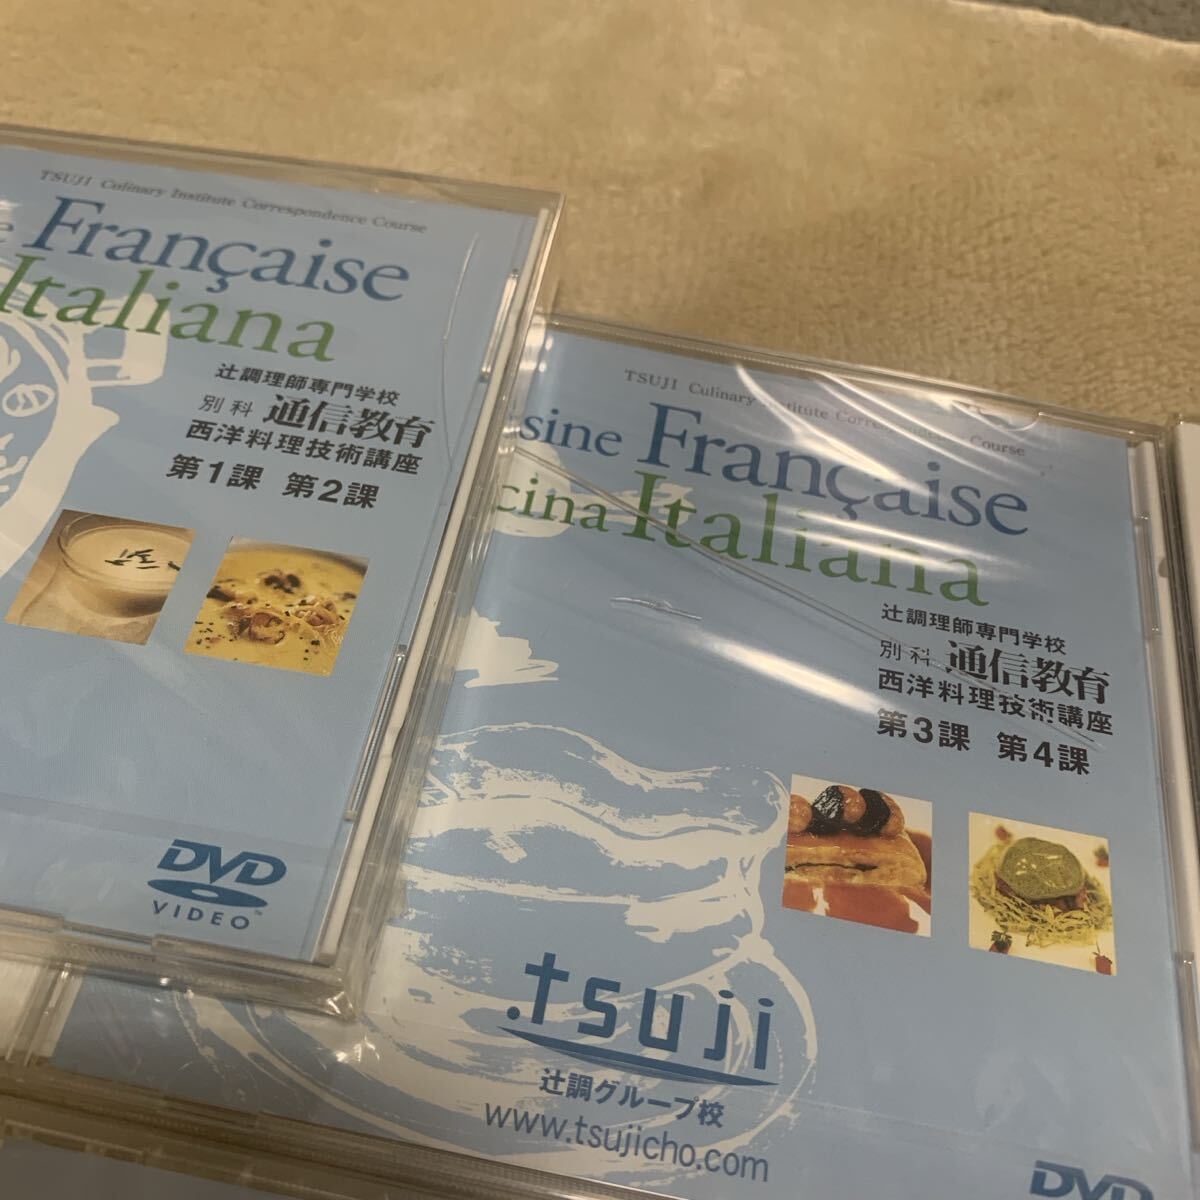 TSUJI Culinary Institute Correspondence Course
Française
Italiana
辻調理師専門学校
別科 通信教育
西洋料理技術講座
第1課 第2課
DVD
VIDEO
TSUJI Culinary Institute Correspondence Course
sine Française
cina Italiana
辻調理師専門学校
別科 通信教育
西洋料理技術講座
第3課 第4課
tsuji
辻調グループ校
www.tsujicho.com
DVD